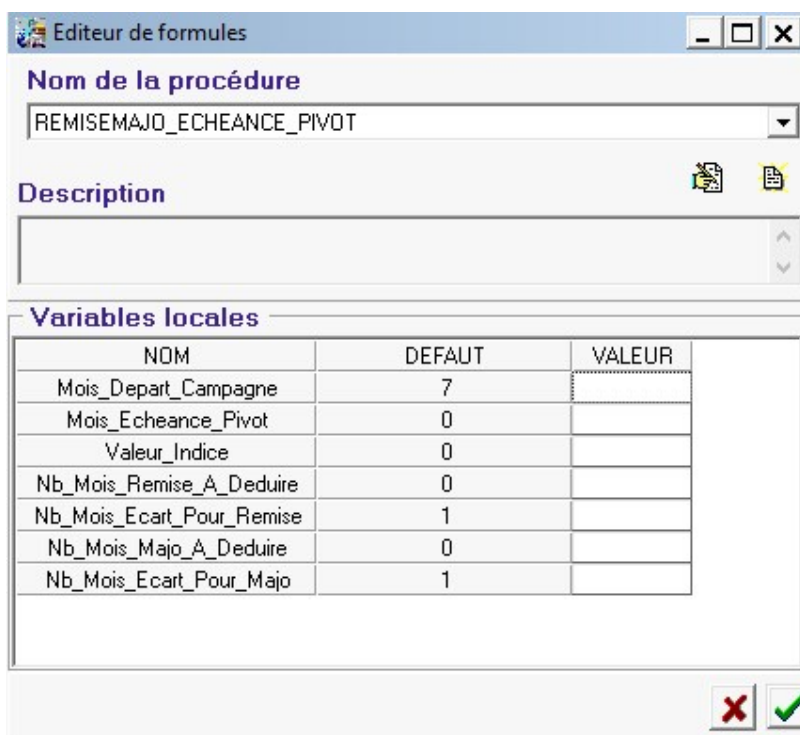 Editeur de formules
Nom de la procédure
REMISEMAJO_ECHEANCE_PIVOT
Description
Variables locales
NOM DEFAUT VALEUR
Mois_Depart_Campagne 7
Mois_Echeance_Pivot 0
Valeur_Indice 0
Nb_Mois_Remise_A_Deduire 0
Nb_Mois_Ecart_Pour_Remise 1
Nb_Mois_Majo_A_Deduire 0
Nb_Mois_Ecart_Pour_Majo 1